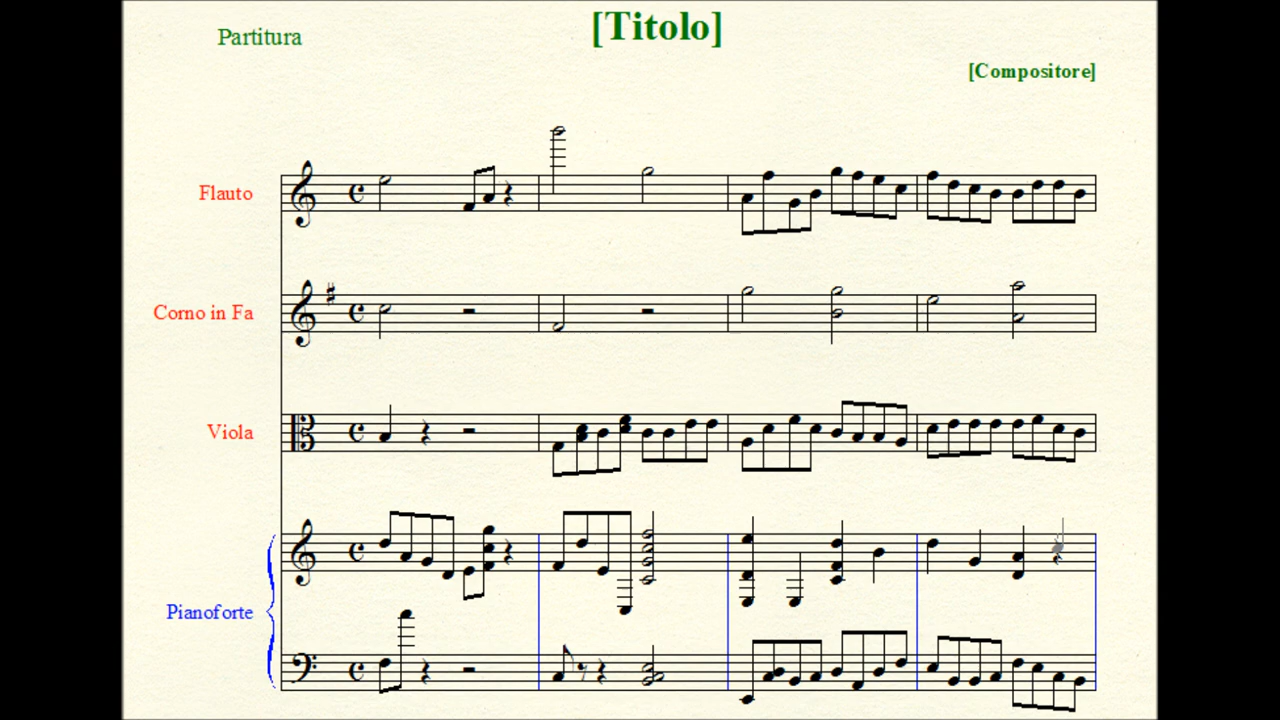 Partitura
[Titolo]
[Compositore]
Flauto
Corno in Fa
Viola
Pianoforte